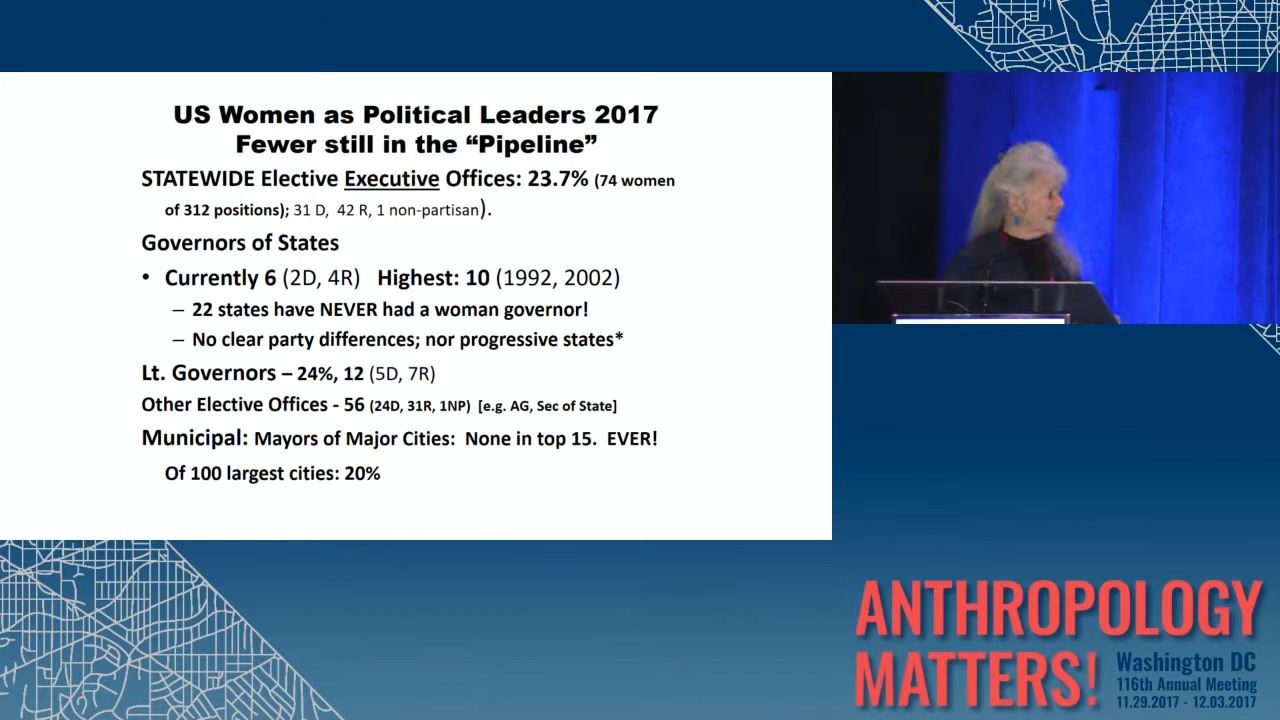 US Women as Political Leaders 2017
Fewer still in the “Pipeline”
STATEWIDE Elective Executive Offices: 23.7% (74 women
of 312 positions); 31 D, 42 R, 1 non-partisan).
Governors of States
• Currently 6 (2D, 4R) Highest: 10 (1992, 2002)
– 22 states have NEVER had a woman governor!
– No clear party differences; nor progressive states*
Lt. Governors – 24%, 12 (5D, 7R)
Other Elective Offices - 56 (24D, 31R, 1NP) [e.g. AG, Sec of State]
Municipal: Mayors of Major Cities: None in top 15. EVER!
Of 100 largest cities: 20%
ANTHROPOLOGY
MATTERS!
Washington DC
116th Annual Meeting
11.29.2017 - 12.03.2017